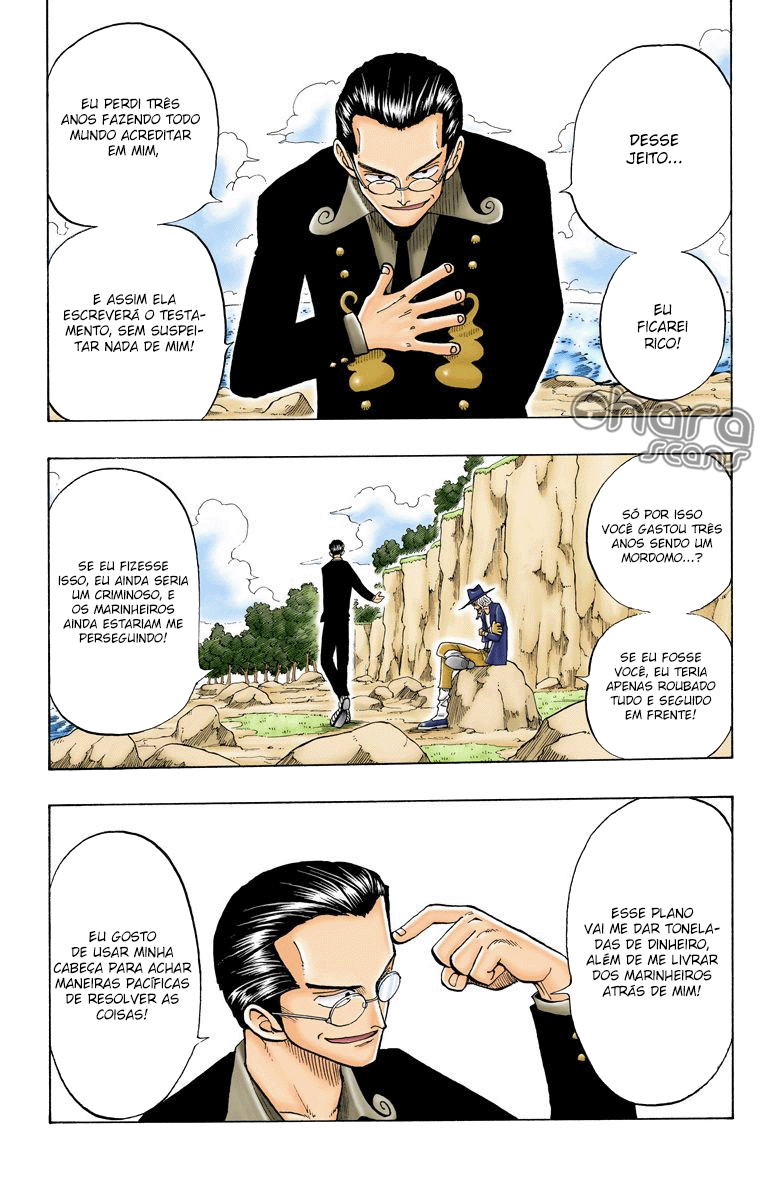 DESSE
JEITO...
EU
FICAREI
RICO!
EU PERDI TRÊS
ANOS FAZENDO TODO
MUNDO ACREDITAR
EM MIM,
E ASSIM ELA
ESCREVERÁ O TESTA-
MENTO, SEM SUSPEI-
TAR NADA DE MIM!
Ohara
scans
SÓ POR ISSO
VOCÊ GASTOU TRÊS
ANOS SENDO UM
MORDOMO...?
SE EU FOSSE
VOCÊ, EU TERIA
APENAS ROUBADO
TUDO E SEGUIDO
EM FRENTE!
SE EU FIZESSE
ISSO, EU AINDA SERIA
UM CRIMINOSO, E
OS MARINHEIROS
AINDA ESTARIAM ME
PERSEGUINDO!
ESSE PLANO
VAI ME DAR TONELA-
DAS DE DINHEIRO,
ALÉM DE ME LIVRAR
DOS MARINHEIROS
ATRÁS DE MIM!
EU GOSTO
DE USAR MINHA
CABEÇA PARA ACHAR
MANEIRAS PACÍFICAS
DE RESOLVER AS
COISAS!